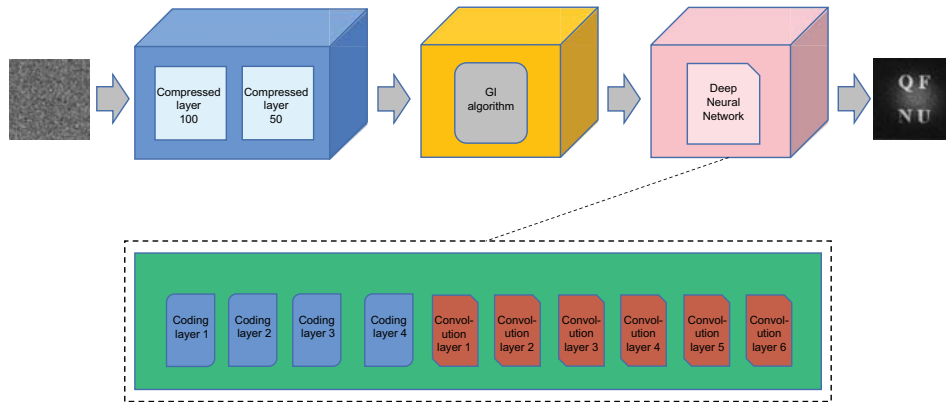 Compressed
layer
100
Compressed
layer
50
GI
algorithm
Deep
Neural
Network
Q F
N U
Coding
layer 1
Coding
layer 2
Coding
layer 3
Coding
layer 4
Convol-
ution
layer 1
Convol-
ution
layer 2
Convol-
ution
layer 3
Convol-
ution
layer 4
Convol-
ution
layer 5
Convol-
ution
layer 6